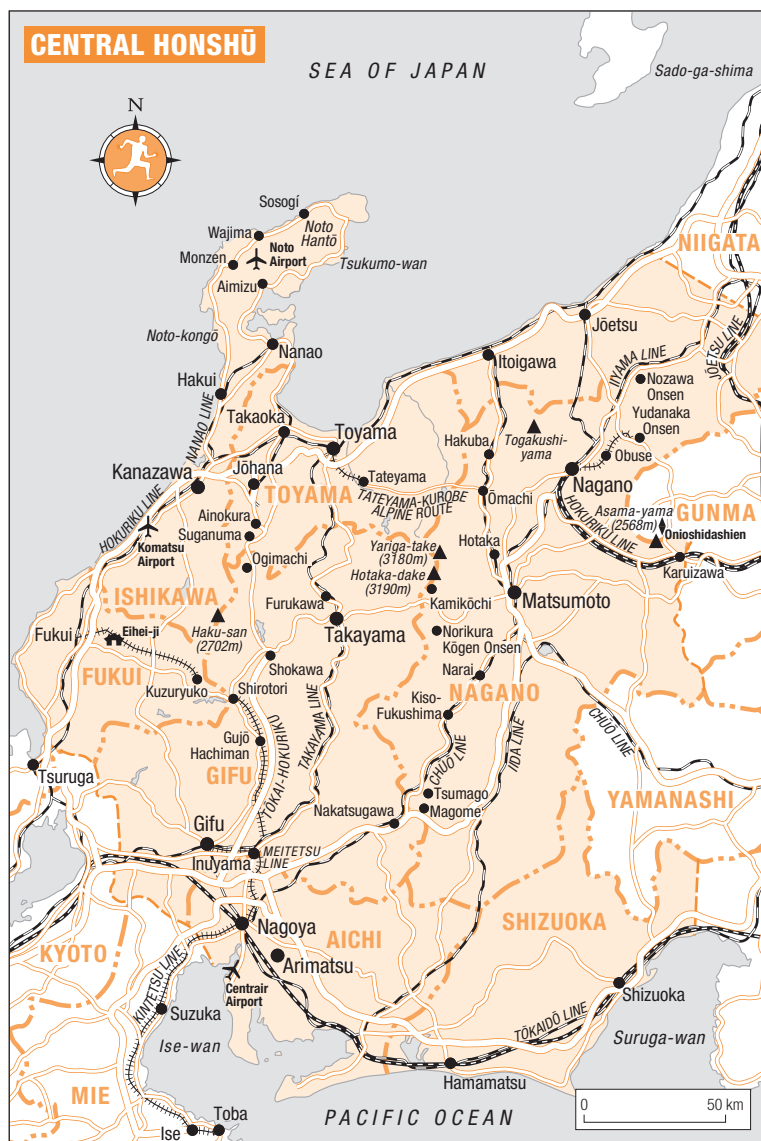 CENTRAL HONSHŪ
SEA OF JAPAN
Sado-ga-shima
N
Sosogí
Noto
Hantō
Wajima
Noto
Airport
Monzen
Tsukumo-wan
Aimizu
NIIGATA
Noto-kongō
Nanao
Jōetsu
Itoigawa
IIYAMA LINE
JŌETSU LINE
Hakui
Nozawa
Onsen
NANAO LINE
Takaoka
Toyama
Togakushi-
yama
Yudanaka
Onsen
Hakuba
Obuse
Kanazawa
Jōhana
Tateyama
Nagano
TOYAMA
TATEYAMA-KUROBE
ALPINE ROUTE
Ōmachi
HOKURIKU LINE
Asama-yama
(2568m)
GUNMA
Onioshidashien
HOKURIKU LINE
Ainokura
Komatsu
Airport
Suganuma
Yariga-take
(3180m)
Hotaka
Ogimachi
Hotaka-dake
(3190m)
Karuizawa
ISHIKAWA
Furukawa
Kamikōchi
Matsumoto
Haku-san
(2702m)
Takayama
Fukui
Eihei-ji
Norikura
Kōgen Onsen
Shokawa
FUKUI
Kuzuryuko
Shirotori
Narai
NAGANO
Kiso-
Fukushima
TAKAYAMA LINE
Gujō
Hachiman
TOKAI-HOKURIKU
CHŪŌ LINE
IIDA LINE
CHŪŌ LINE
Tsuruga
GIFU
Tsumago
Magome
YAMANASHI
Nakatsugawa
Gifu
Inuyama
MEITETSU
LINE
SHIZUOKA
Nagoya
AICHI
KYOTO
Arimatsu
KINTETSU LINE
Centrair
Airport
Shizuoka
Suzuka
TŌKAIDŌ LINE
Suruga-wan
Ise-wan
Hamamatsu
MIE
Toba
Ise
PACIFIC OCEAN
0
50 km